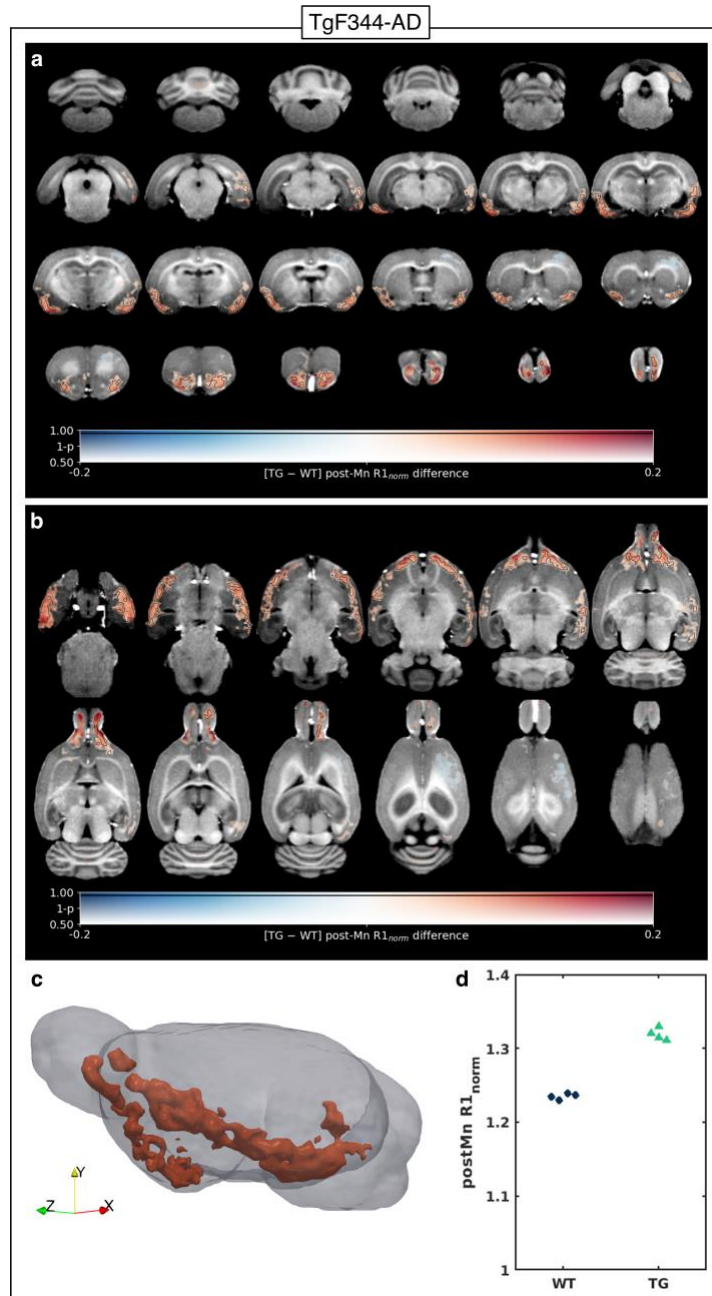 TgF344-AD
a
1.00
1-p
0.50
-0.2
0.2
[TG − WT] post-Mn R1norm difference
b
1.00
1-p
0.50
-0.2
0.2
[TG − WT] post-Mn R1norm difference
c
Y
Z
X
d
1.4
1.3
1.2
1.1
1
postMn R1norm
WT
TG